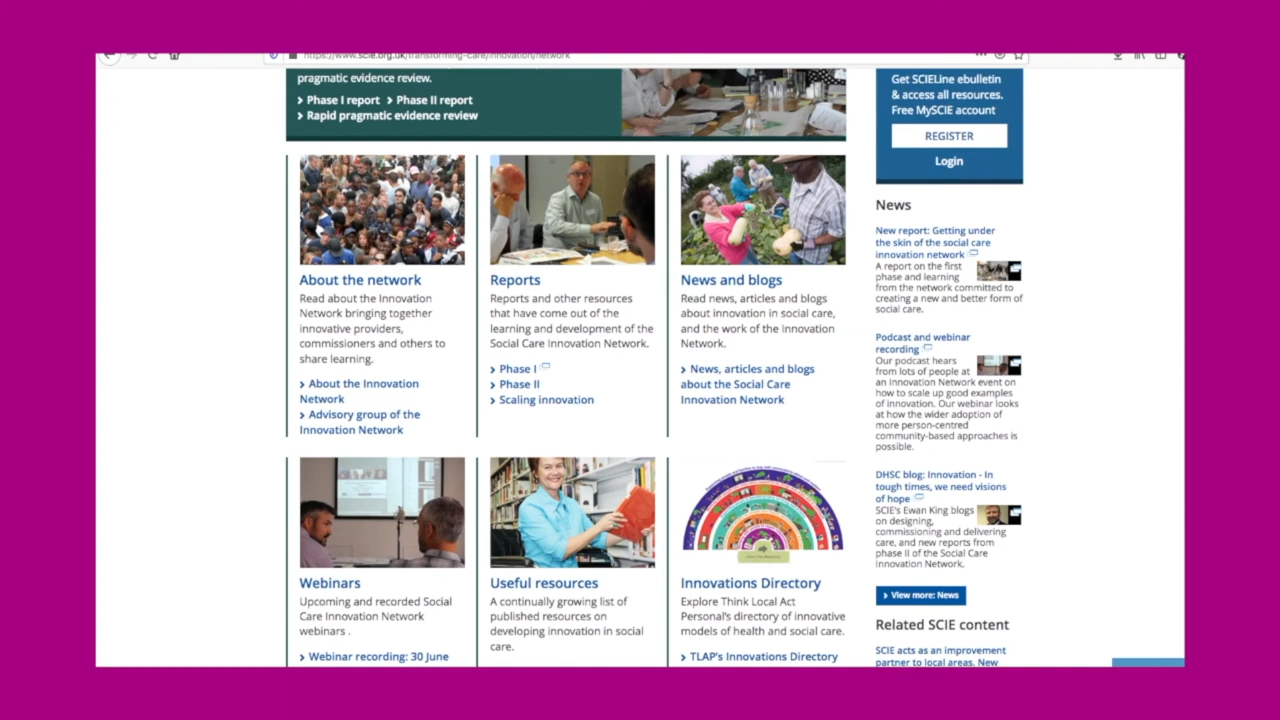 https://www.scie.org.uk/transforming-care/innovation/network
pragmatic evidence review.
Phase I report
Phase II report
Rapid pragmatic evidence review
About the network
Read about the Innovation
Network bringing together
innovative providers,
commissioners and others to
share learning.
About the Innovation
Network
Advisory group of the
Innovation Network
Reports
Reports and other resources
that have come out of the
learning and development of the
Social Care Innovation Network.
Phase I
Phase II
Scaling innovation
News and blogs
Read news, articles and blogs
about innovation in social care,
and the work of the Innovation
Network.
News, articles and blogs
about the Social Care
Innovation Network
Webinars
Upcoming and recorded Social
Care Innovation Network
webinars .
Webinar recording: 30 June
Useful resources
A continually growing list of
published resources on
developing innovation in social
care.
Innovations Directory
Explore Think Local Act
Personal's directory of innovative
models of health and social care.
TLAP's Innovations Directory
Get SCIELine ebulletin
& access all resources.
Free MySCIE account
REGISTER
Login
News
New report: Getting under
the skin of the social care
innovation network
A report on the first
phase and learning
from the network committed to
creating a new and better form of
social care.
Podcast and webinar
recording
Our podcast hears
from lots of people at
an Innovation Network event on
how to scale up good examples
of innovation. Our webinar looks
at how the wider adoption of
more person-centred
community-based approaches is
possible.
DHSC blog: Innovation - In
tough times, we need visions
of hope
SCIE's Ewan King blogs
on designing,
commissioning and delivering
care, and new reports from
phase II of the Social Care
Innovation Network.
View more: News
Related SCIE content
SCIE acts as an improvement
partner to local areas. New